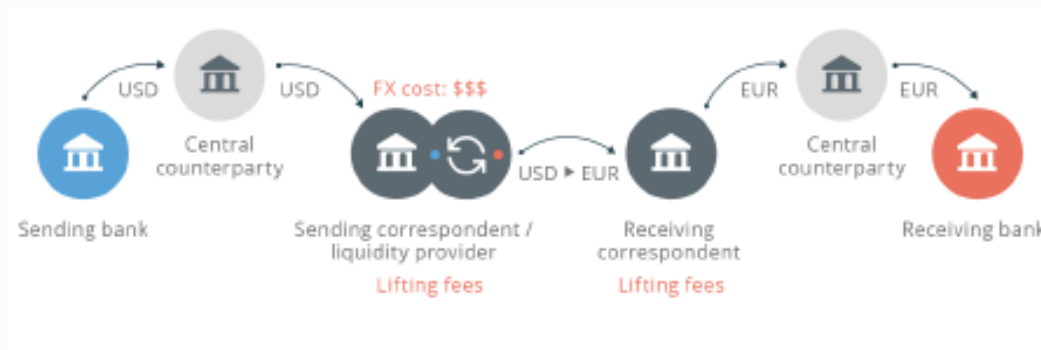 USD
USD
FX cost: $$$
EUR
EUR
Central
counterparty
USD ▶ EUR
Central
counterparty
Sending bank
Sending correspondent /
liquidity provider
Lifting fees
Receiving
correspondent
Lifting fees
Receiving bank